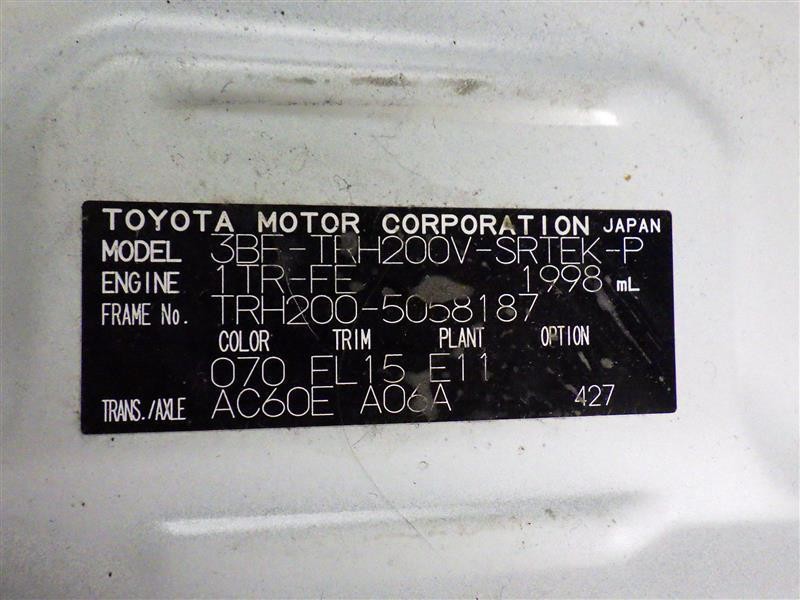 TOYOTA MOTOR CORPORATION JAPAN
MODEL 3BF-TRH200V-SRTEK-P
ENGINE 1TR-FE 1998 mL
FRAME No. TRH200-5058187
COLOR TRIM PLANT OPTION
070 FL15 E11
TRANS./AXLE AC60E A06A 427